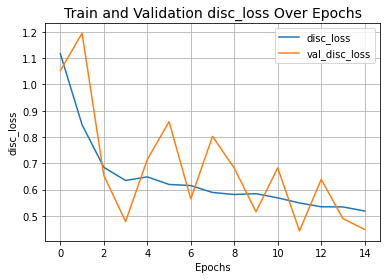 Train and Validation disc_loss Over Epochs
disc_loss
val_disc_loss
1.2
1.1
1.0
0.9
0.8
0.7
0.6
0.5
disc_loss
0 2 4 6 8 10 12 14
Epochs